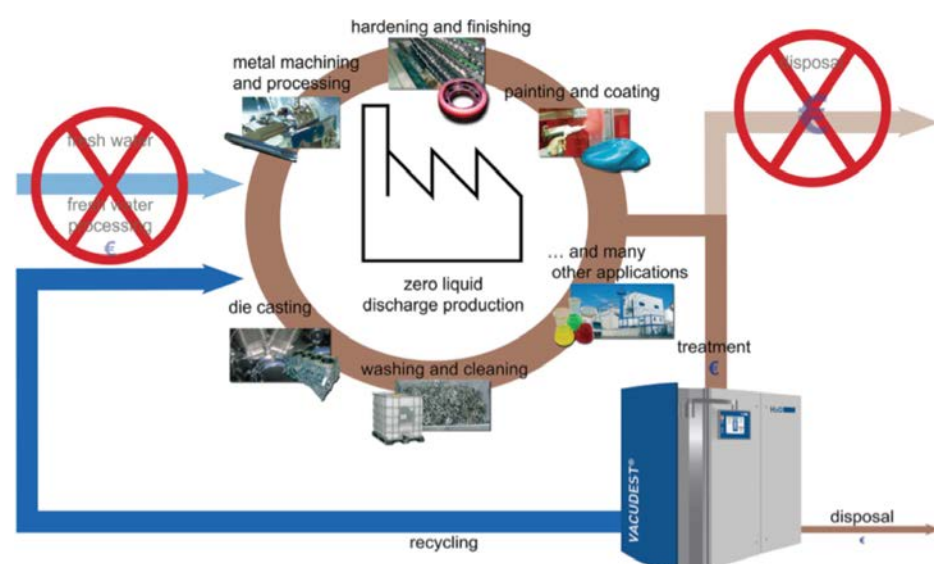 hardening and finishing
metal machining
and processing
disposal
€
painting and coating
fresh water
fresh water
processing
€
… and many
other applications
zero liquid
discharge production
die casting
treatment
€
washing and cleaning
VACUDEST®
H2O
disposal
€
recycling